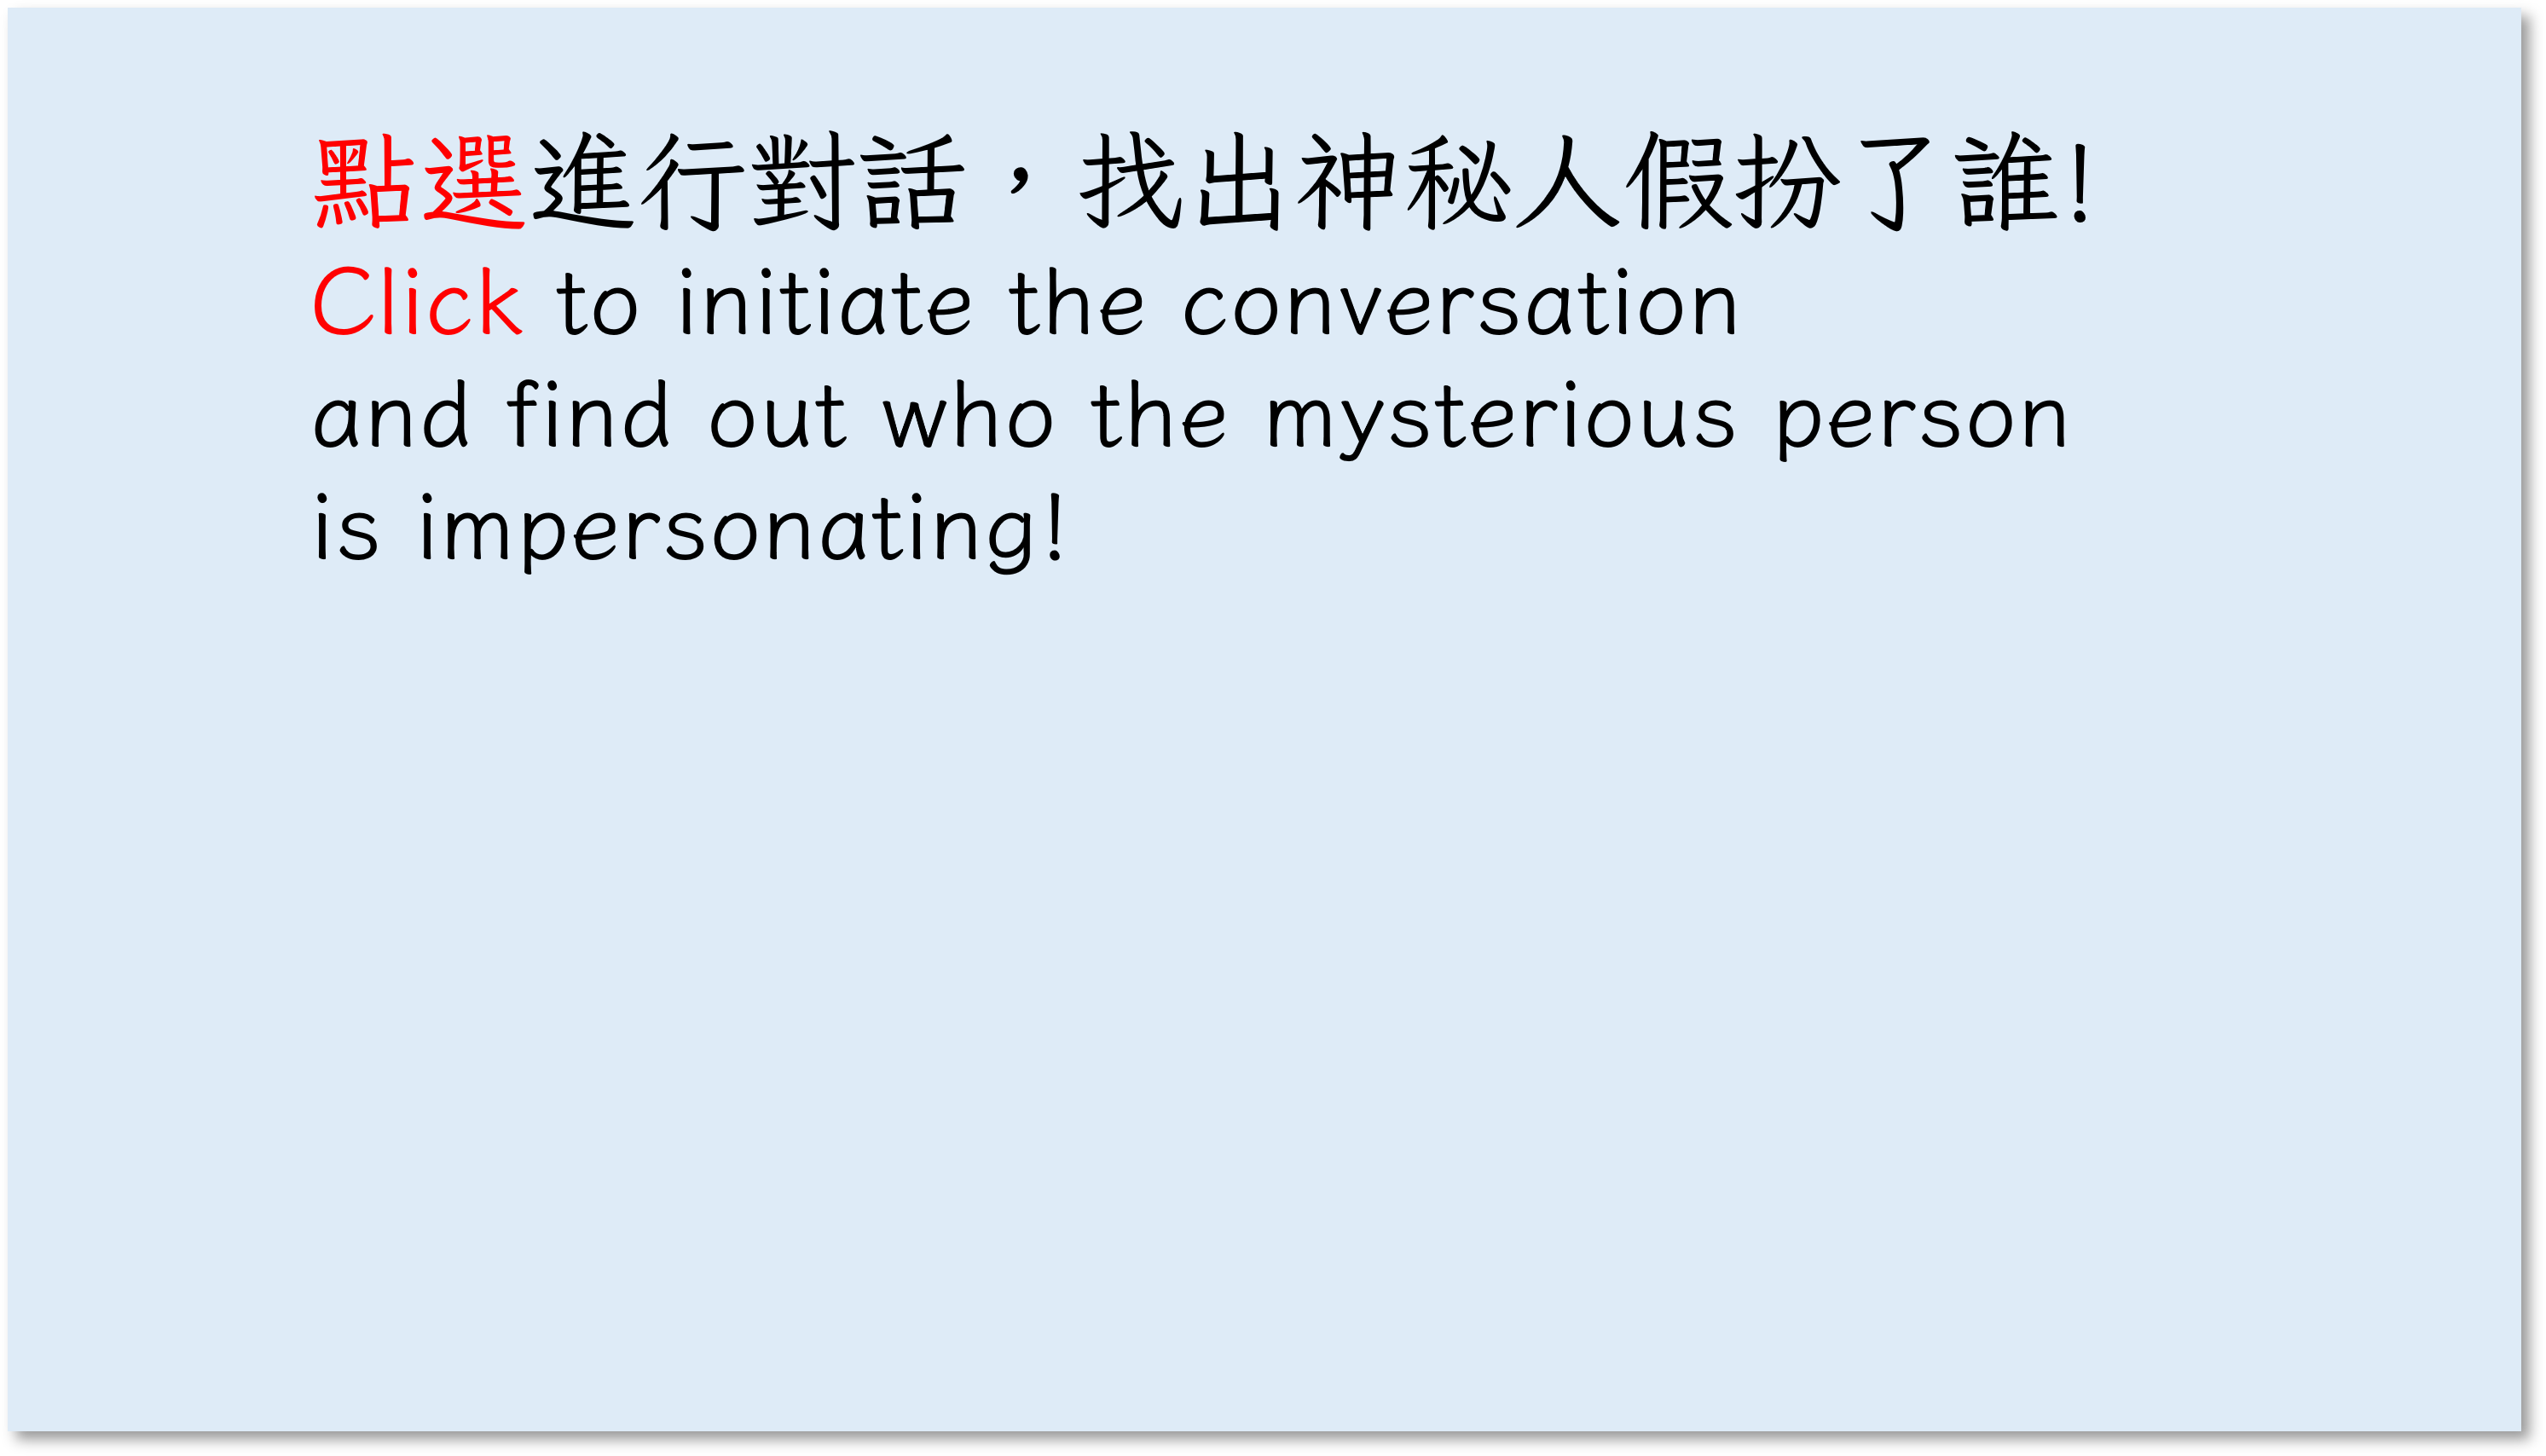 點選進行對話，找出神秘人假扮了誰!
Click to initiate the conversation
and find out who the mysterious person
is impersonating!